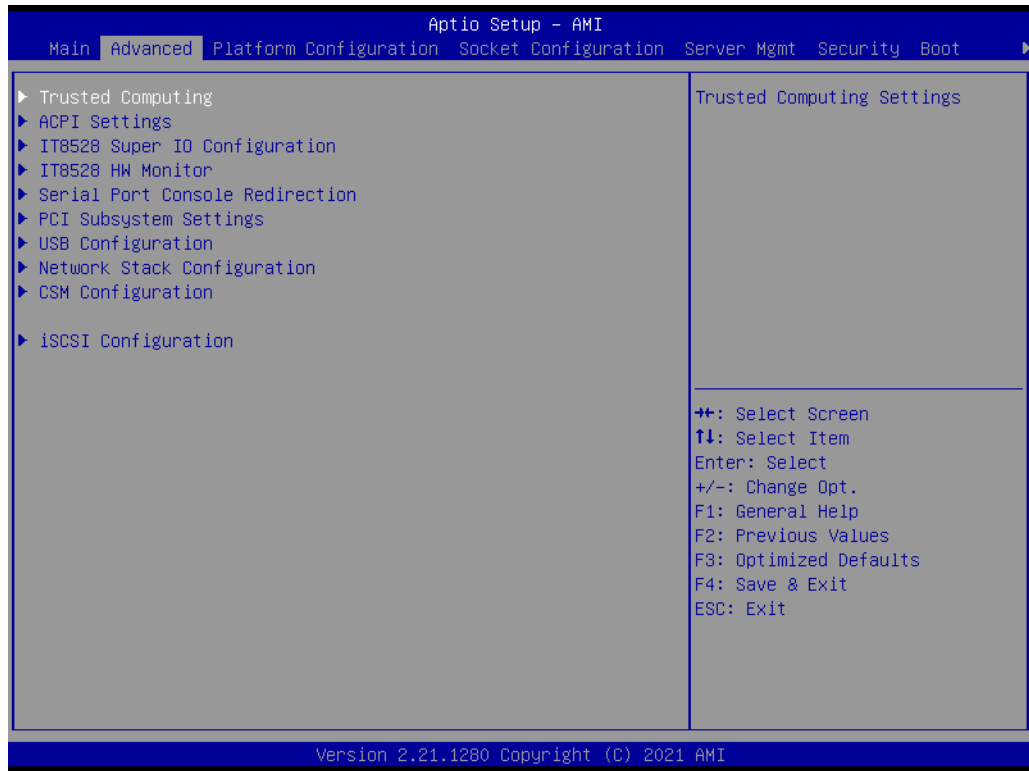 Aptio Setup – AMI
Main Advanced Platform Configuration Socket Configuration Server Mgmt Security Boot
Trusted Computing
ACPI Settings
IT8528 Super IO Configuration
IT8528 HW Monitor
Serial Port Console Redirection
PCI Subsystem Settings
USB Configuration
Network Stack Configuration
CSM Configuration
iSCSI Configuration
Trusted Computing Settings
→←: Select Screen
↑↓: Select Item
Enter: Select
+/-: Change Opt.
F1: General Help
F2: Previous Values
F3: Optimized Defaults
F4: Save & Exit
ESC: Exit
Version 2.21.1280 Copyright (C) 2021 AMI